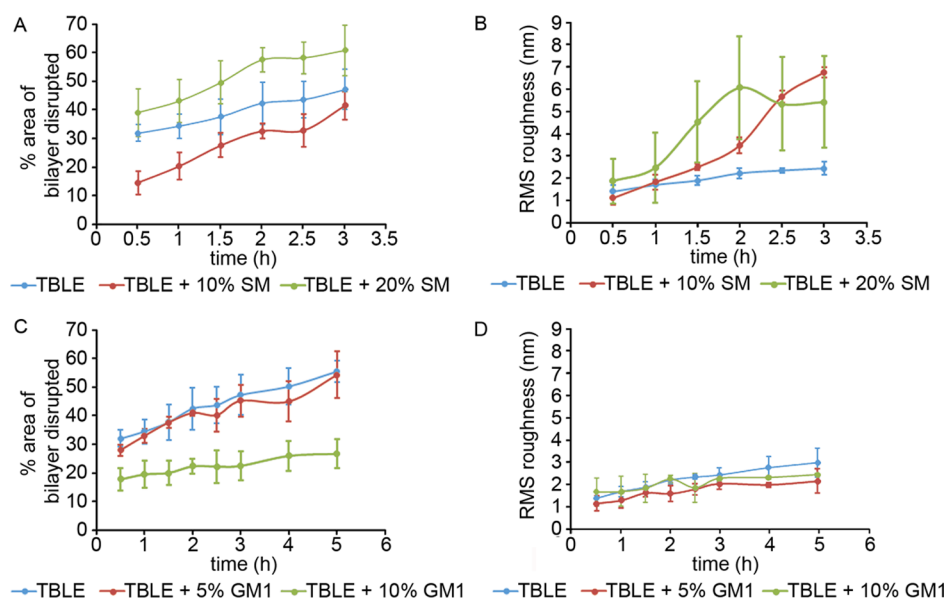 A
% area of
bilayer disrupted
70
60
50
40
30
20
10
0
0 0.5 1 1.5 2 2.5 3 3.5
time (h)
TBLE TBLE + 10% SM TBLE + 20% SM
B
RMS roughness (nm)
9
8
7
6
5
4
3
2
1
0
0 0.5 1 1.5 2 2.5 3 3.5
time (h)
TBLE TBLE + 10% SM TBLE + 20% SM
C
% area of
bilayer disrupted
70
60
50
40
30
20
10
0
0 1 2 3 4 5 6
time (h)
TBLE TBLE + 5% GM1 TBLE + 10% GM1
D
RMS roughness (nm)
9
8
7
6
5
4
3
2
1
0
0 1 2 3 4 5 6
time (h)
TBLE TBLE + 5% GM1 TBLE + 10% GM1